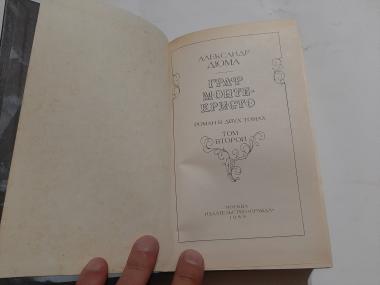 АЛЕКСАНДР
ДЮМА
ГРАФ
МОНТЕ-
КРИСТО
РОМАН В ДВУХ ТОМАХ
ТОМ
ВТОРОЙ
МОСКВА
ИЗДАТЕЛЬСТВО «ПРАВДА»